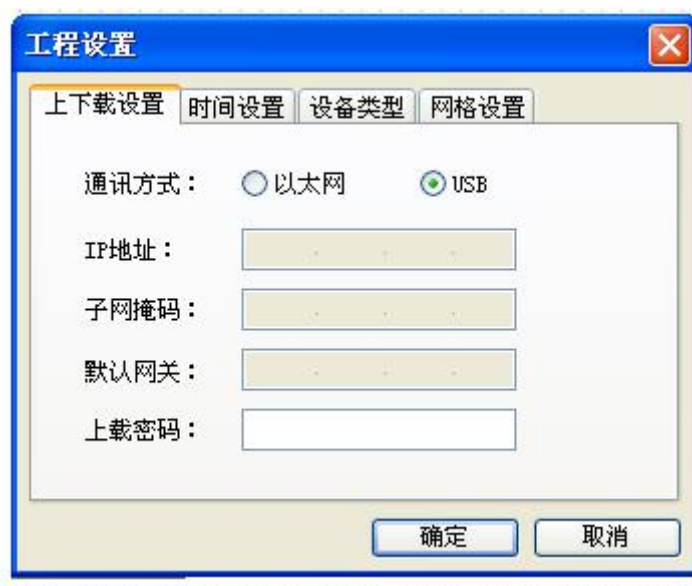 工程设置
上下载设置 时间设置 设备类型 网格设置
通讯方式： 以太网 USB
IP地址：
子网掩码：
默认网关：
上载密码：
确定 取消